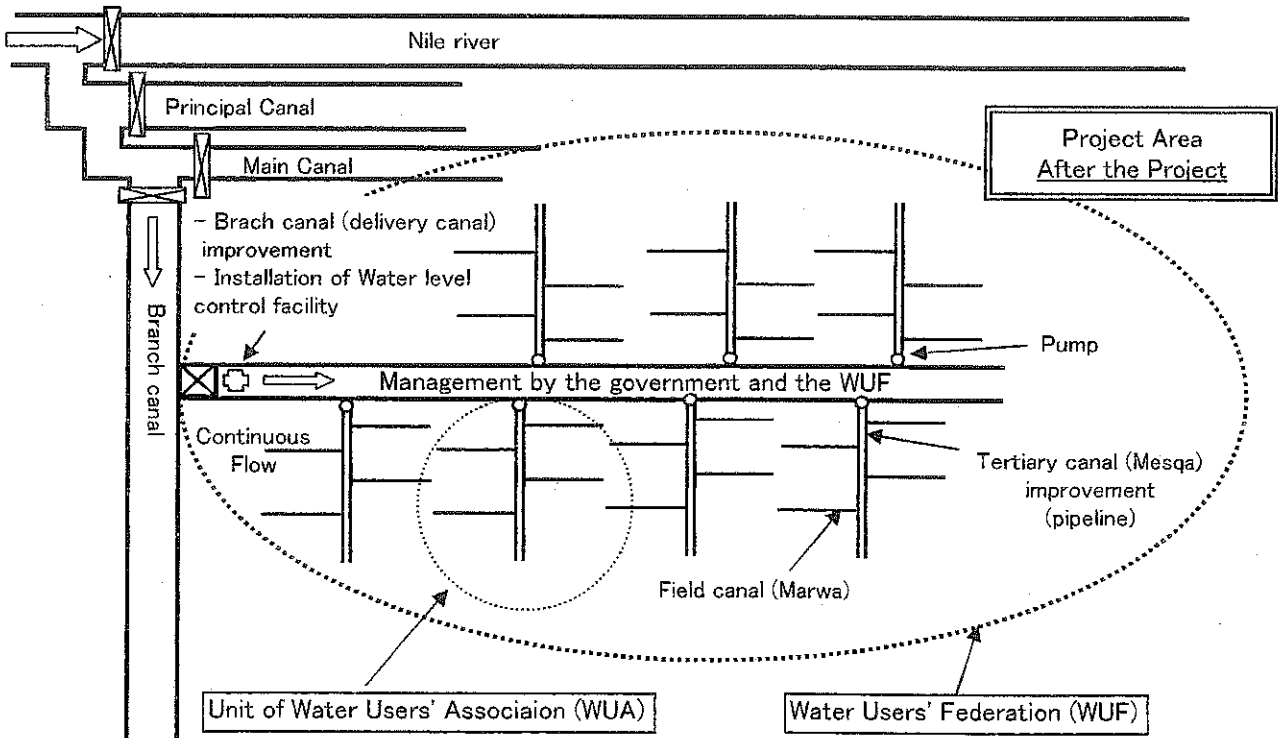 Nile river
Principal Canal
Project Area
After the Project
Main Canal
- Brach canal (delivery canal)
improvement
- Installation of Water level
control facility
Branch canal
Pump
Management by the government and the WUF
Continuous
Flow
Tertiary canal (Mesqa)
improvement
(pipeline)
Field canal (Marwa)
Unit of Water Users' Associaion (WUA)
Water Users' Federation (WUF)